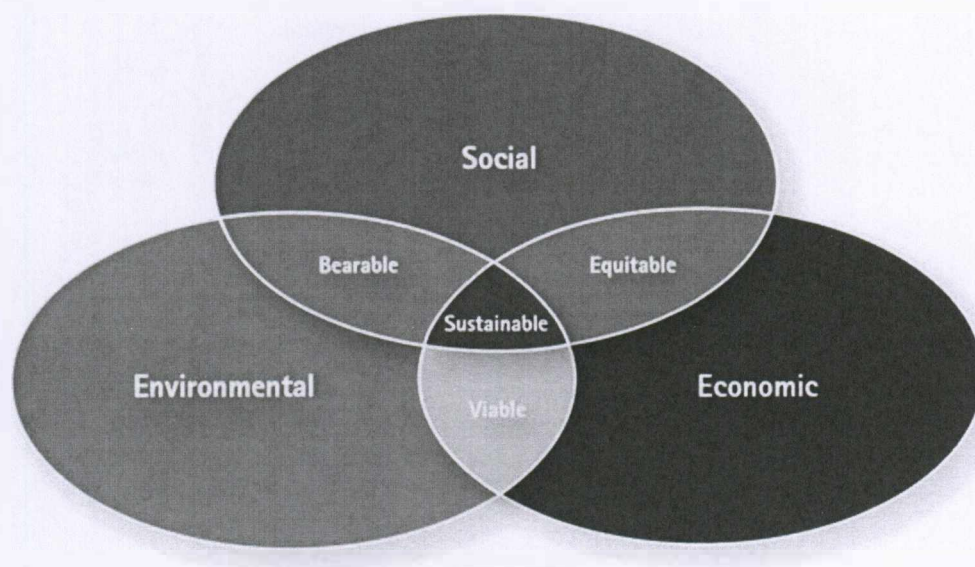 Social
Bearable
Equitable
Sustainable
Environmental
Economic
Viable